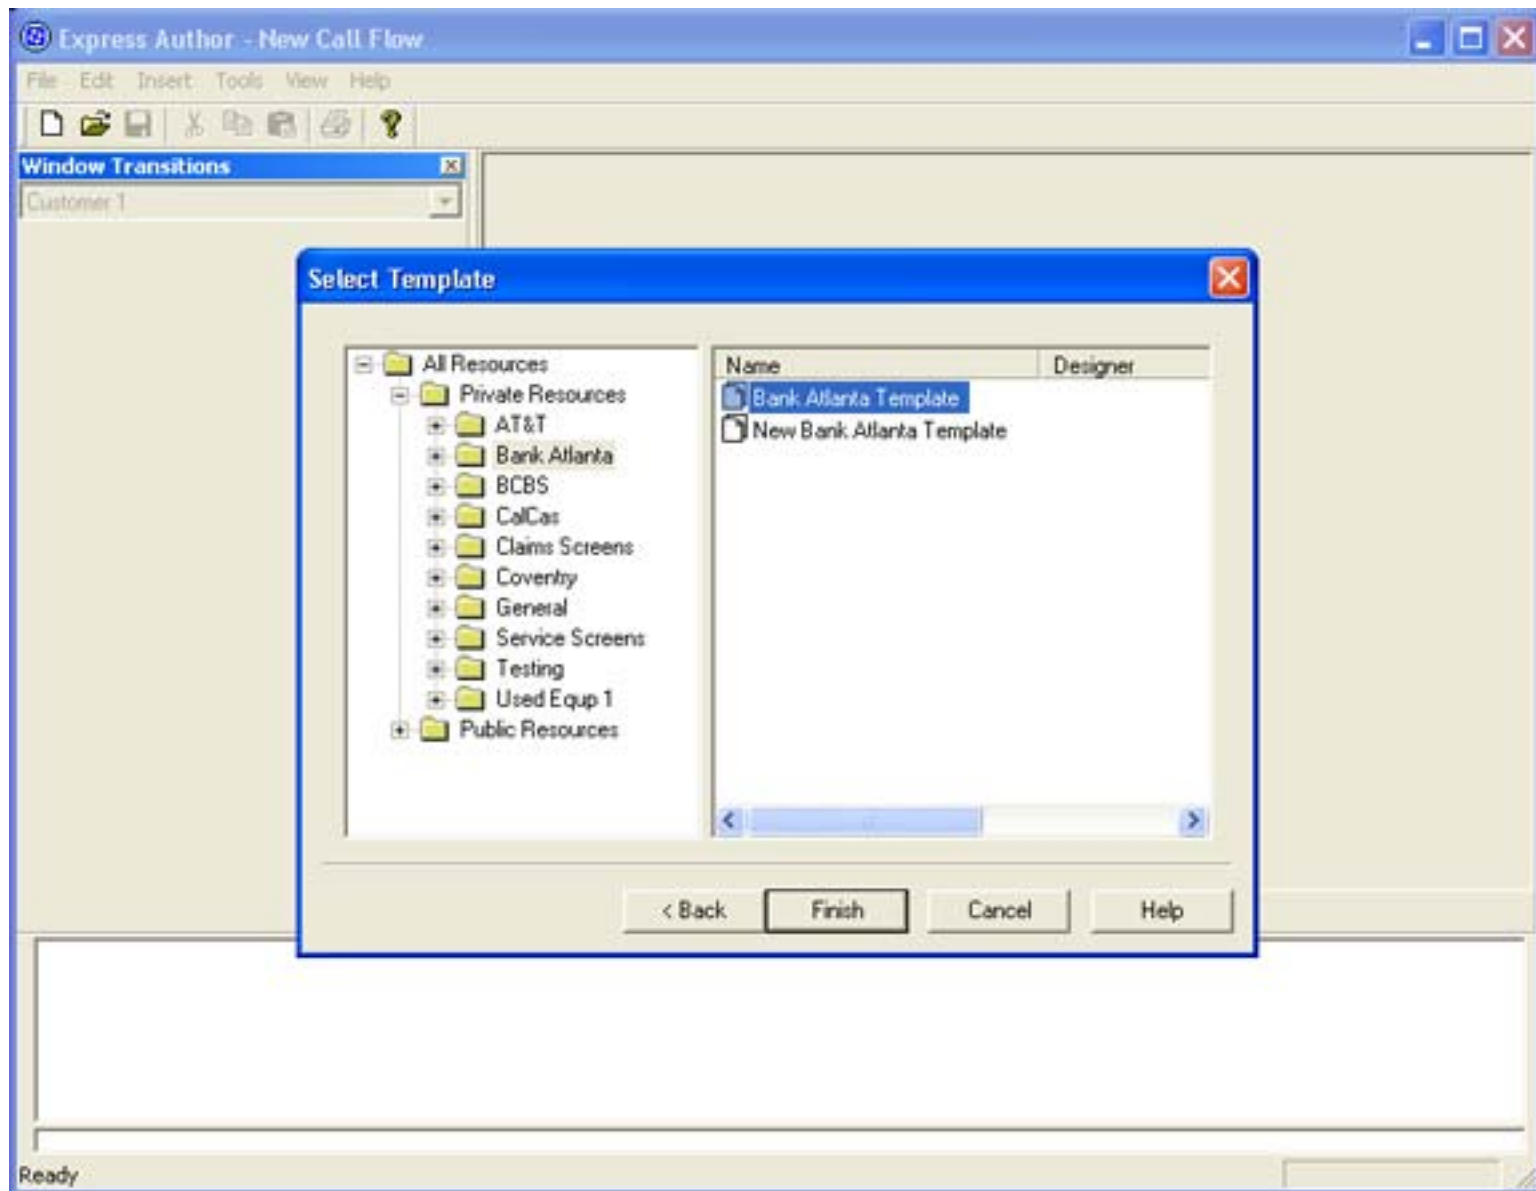 Express Author - New Call Flow
File Edit Insert Tools View Help
Window Transitions
Customer 1
Select Template
All Resources
Private Resources
AT&T
Bank Atlanta
BCBS
CalCas
Claims Screens
Coventry
General
Service Screens
Testing
Used Equp 1
Public Resources
Name Designer
Bank Atlanta Template
New Bank Atlanta Template
< Back Finish Cancel Help
Ready